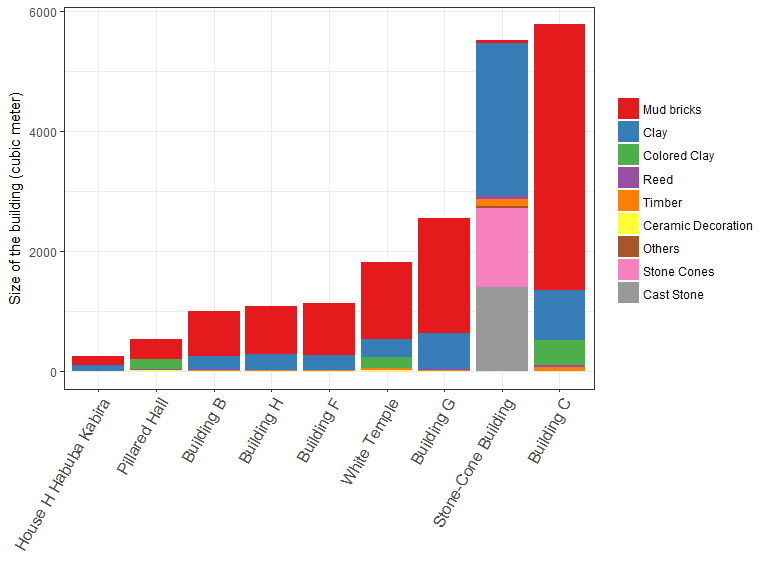 Size of the building (cubic meter)
6000
4000
2000
0
House H Habuba Kabira
Pillared Hall
Building B
Building H
Building F
White Temple
Building G
Stone-Cone Building
Building C
Mud bricks
Clay
Colored Clay
Reed
Timber
Ceramic Decoration
Others
Stone Cones
Cast Stone